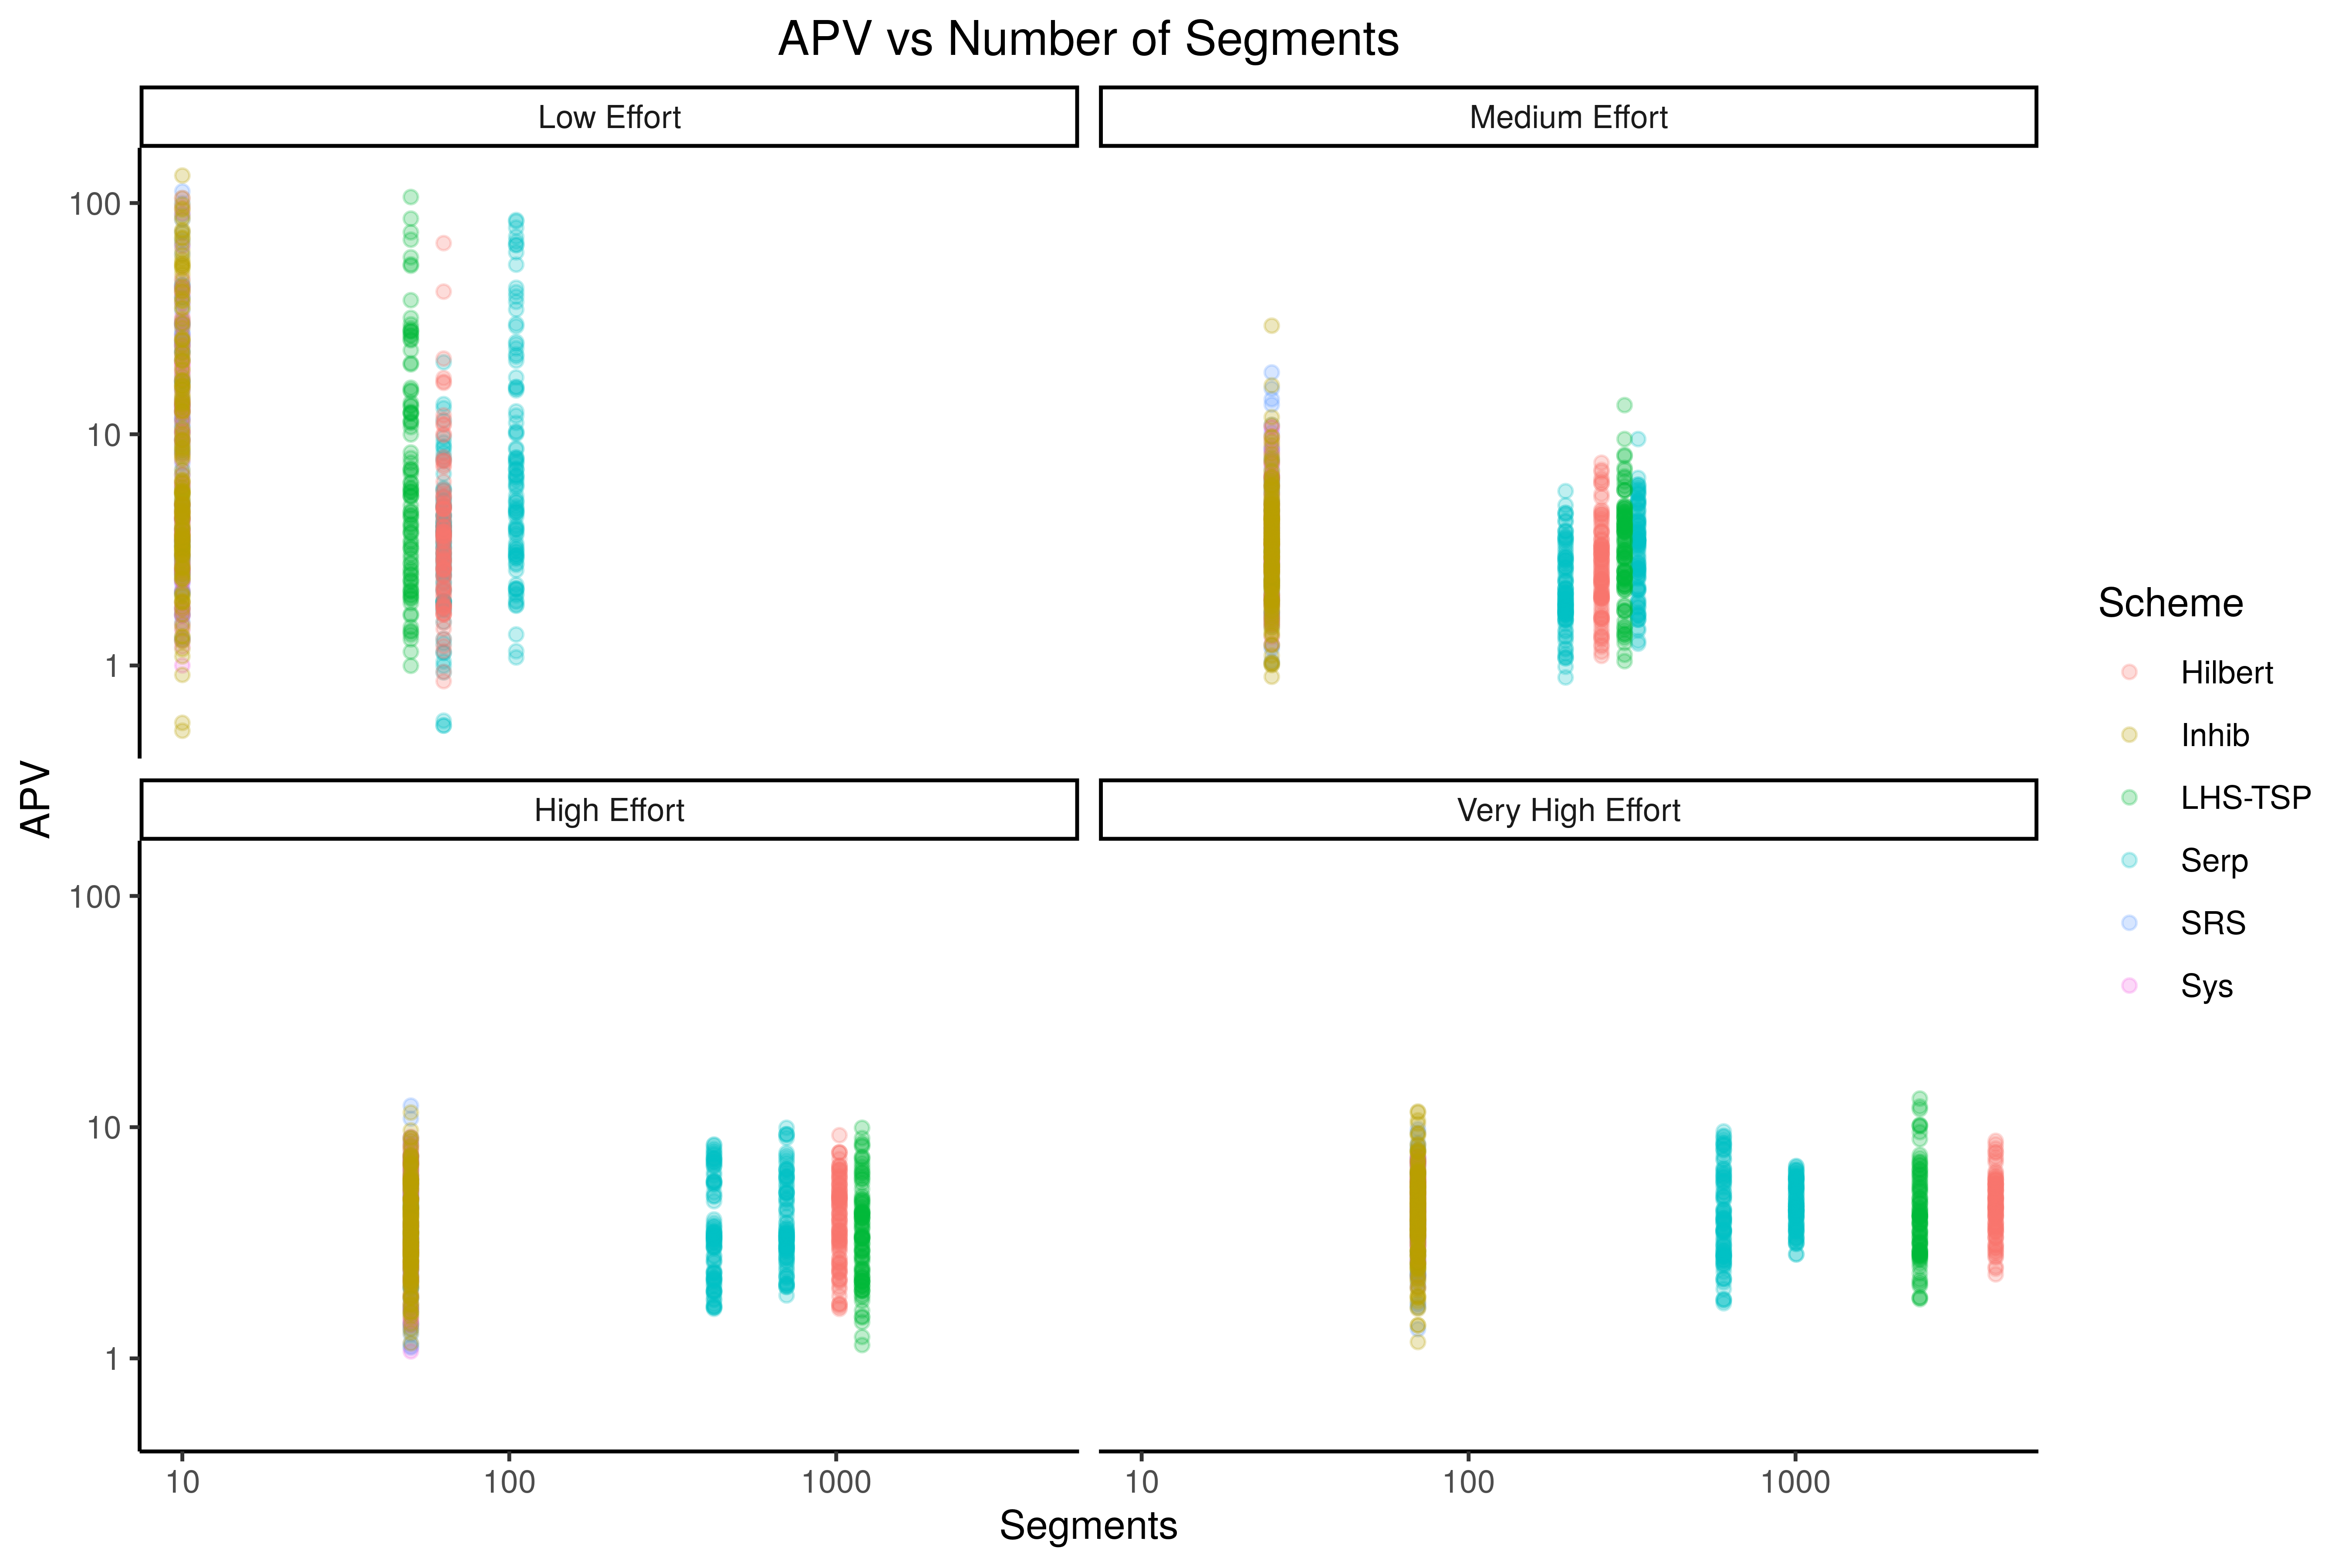 APV vs Number of Segments
Low Effort
Medium Effort
100
10
1
High Effort
Very High Effort
100
10
1
10
100
1000
10
100
1000
Segments
APV
Scheme
Hilbert
Inhib
LHS-TSP
Serp
SRS
Sys